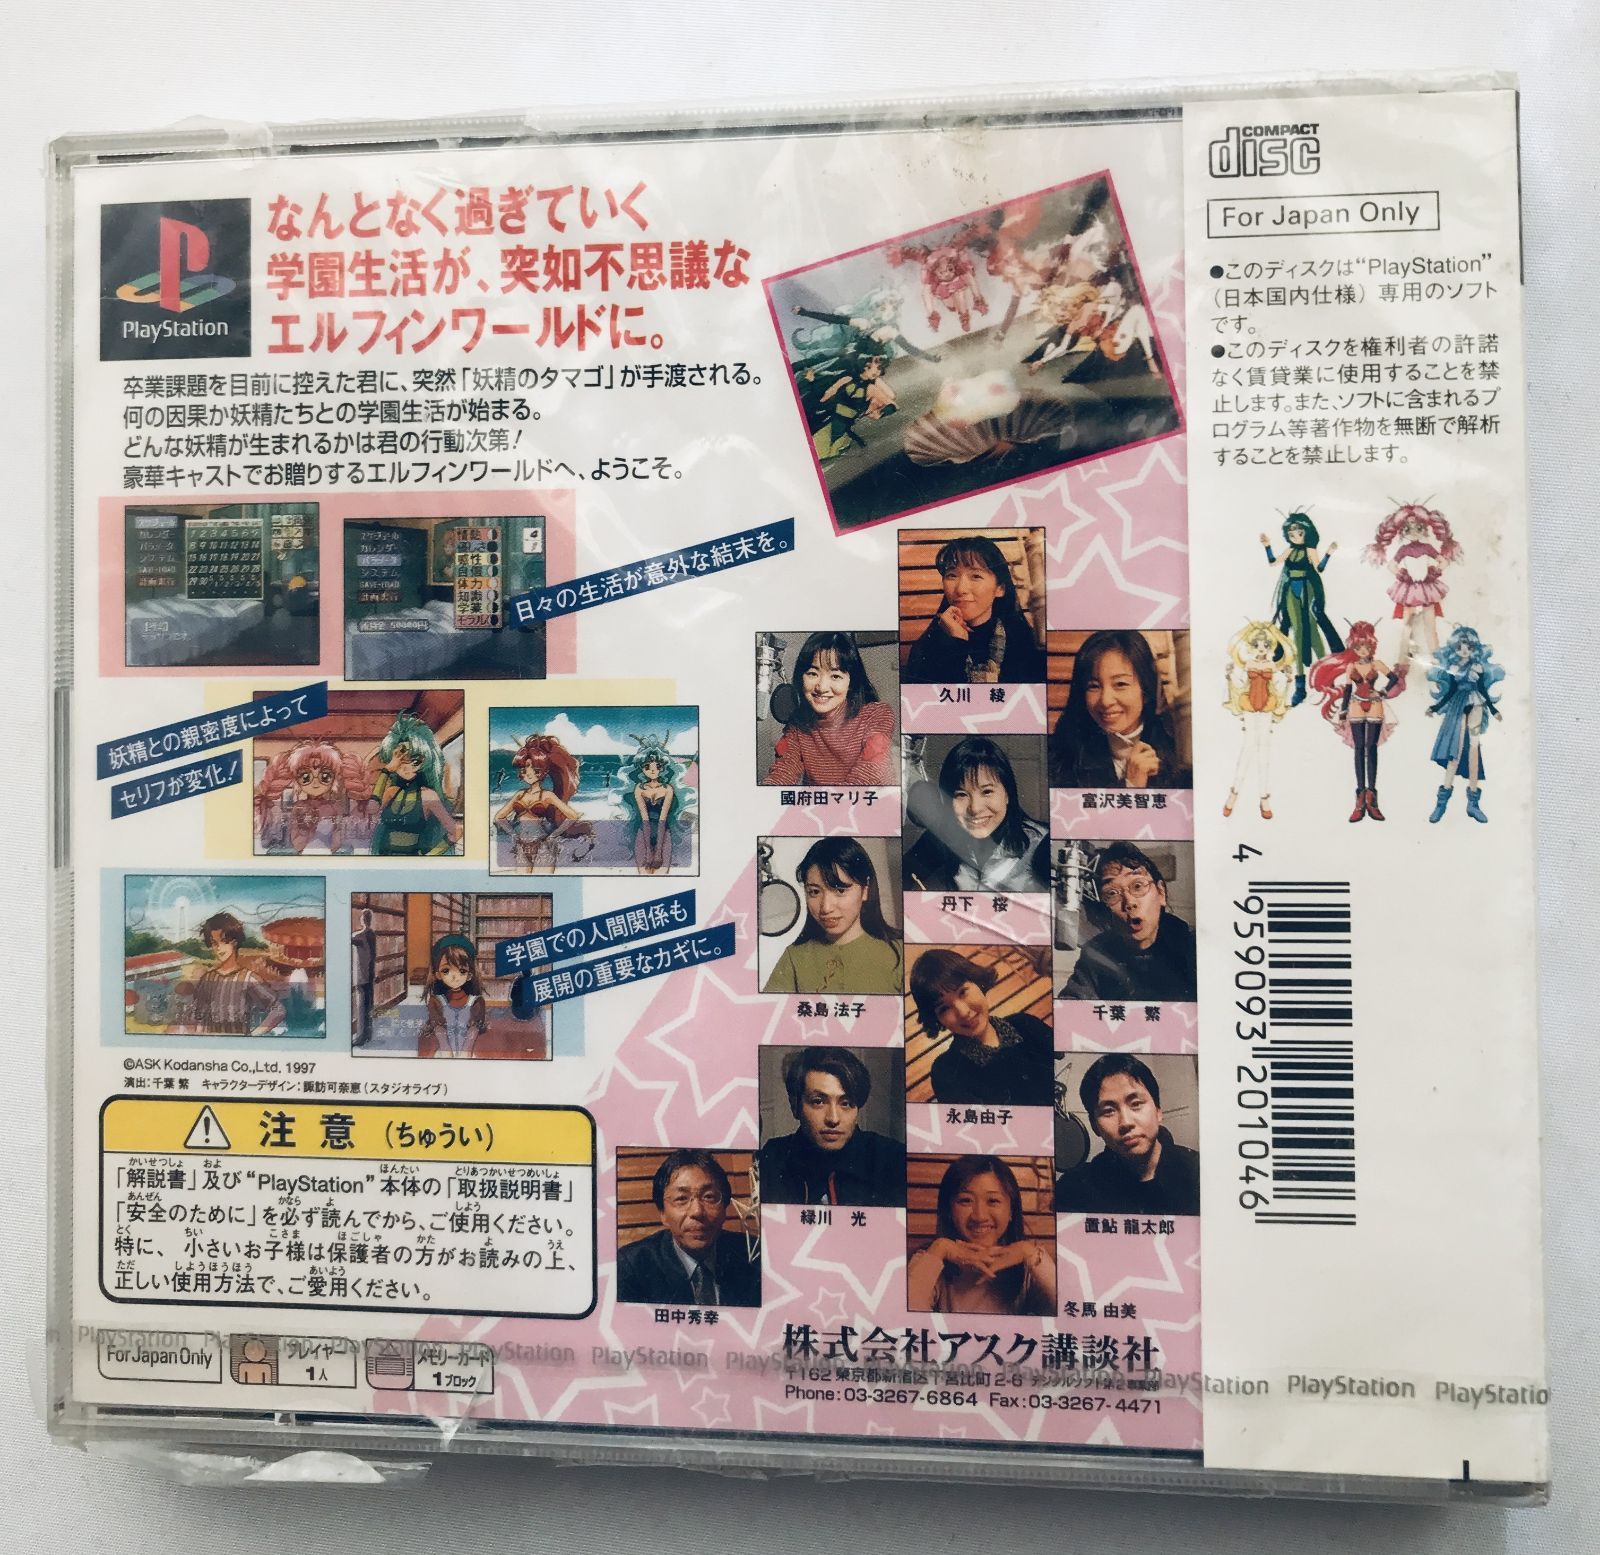 PlayStation
なんとなく過ぎていく
学園生活が、突如不思議な
エルフィンワールドに。
卒業課題を目前に控えた君に、突然「妖精のタマゴ」が手渡される。
何の因果か妖精たちとの学園生活が始まる。
どんな妖精が生まれるかは君の行動次第！
豪華キャストでお贈りするエルフィンワールドへ、ようこそ。
日々の生活が意外な結末を。
妖精との親密度によって
セリフが変化！
学園での人間関係も
展開の重要なカギに。
久川 綾
國府田マリ子
富沢美智恵
丹下 桜
桑島 法子
千葉 繁
永島由子
緑川 光
置鮎 龍太郎
田中秀幸
冬馬 由美
©ASK Kodansha Co.,Ltd. 1997
演出：千葉 繁 キャラクターデザイン：諏訪可奈恵（スタジオライブ）
注意（ちゅうい）
「解説書」及び“PlayStation”本体の「取扱説明書」
「安全のために」を必ず読んでから、ご使用ください。
特に、小さいお子様は保護者の方がお読みの上、
正しい使用方法で、ご愛用ください。
For Japan Only
プレイヤー
1人
メモリーカード
1ブロック
株式会社アスク講談社
〒162 東京都新宿区下宮比町2-6 デジタルソフト第2事業部
Phone:03-3267-6864 Fax:03-3267-4471
PlayStation PlayStation PlayStation
COMPACT
disc
For Japan Only
●このディスクは“PlayStation”
（日本国内仕様）専用のソフト
です。
●このディスクを権利者の許諾
なく賃貸業に使用することを禁
止します。また、ソフトに含まれるプ
ログラム等著作物を無断で解析
することを禁止します。
4 959093 201046